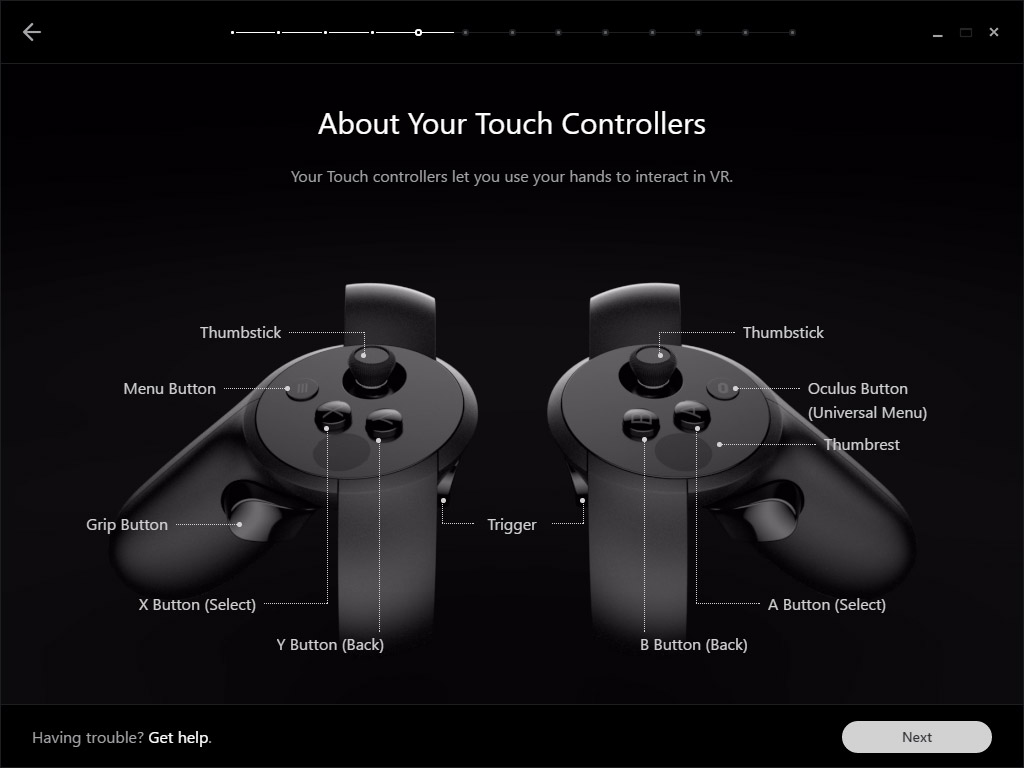 About Your Touch Controllers
Your Touch controllers let you use your hands to interact in VR.
Thumbstick
Thumbstick
Menu Button
Oculus Button
(Universal Menu)
X
Y
B
A
Thumbrest
Grip Button
Trigger
X Button (Select)
A Button (Select)
Y Button (Back)
B Button (Back)
Having trouble? Get help.
Next